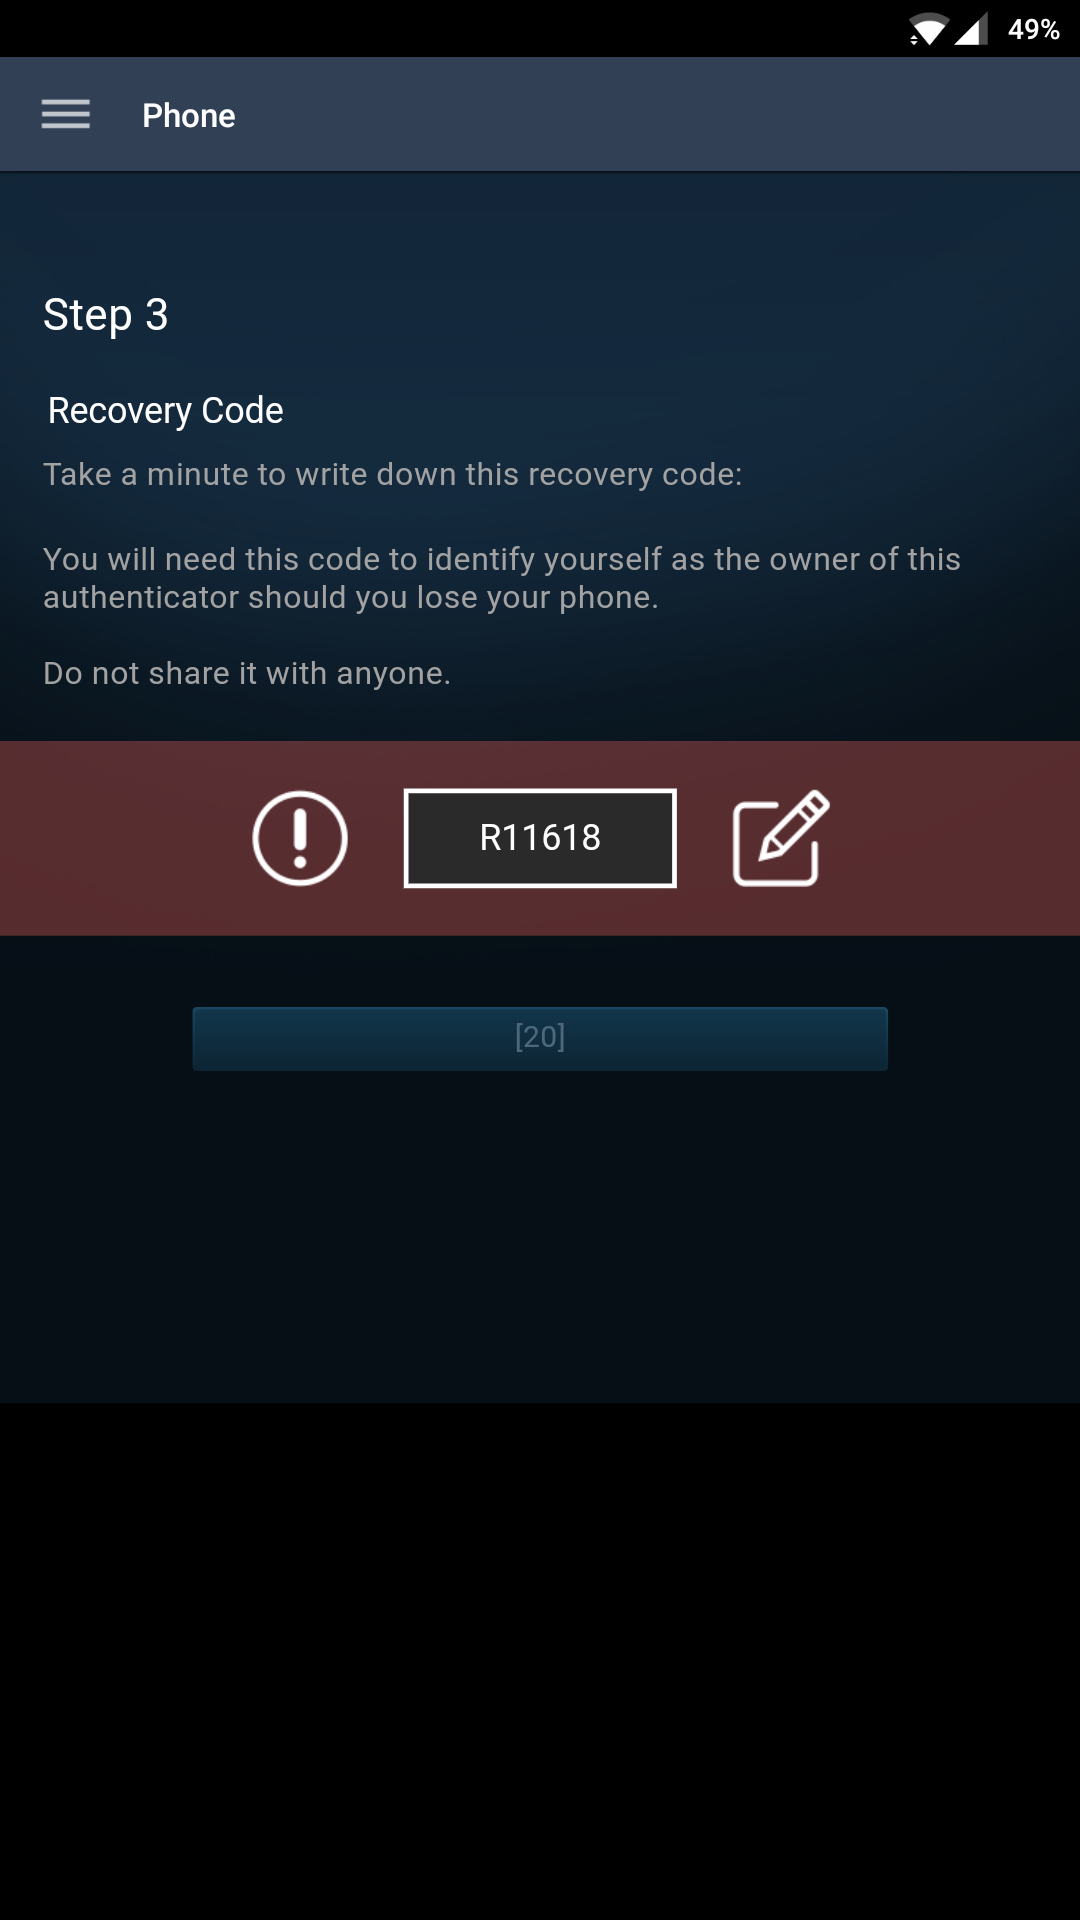 49%
Phone
Step 3
Recovery Code
Take a minute to write down this recovery code:
You will need this code to identify yourself as the owner of this
authenticator should you lose your phone.
Do not share it with anyone.
R11618
[20]